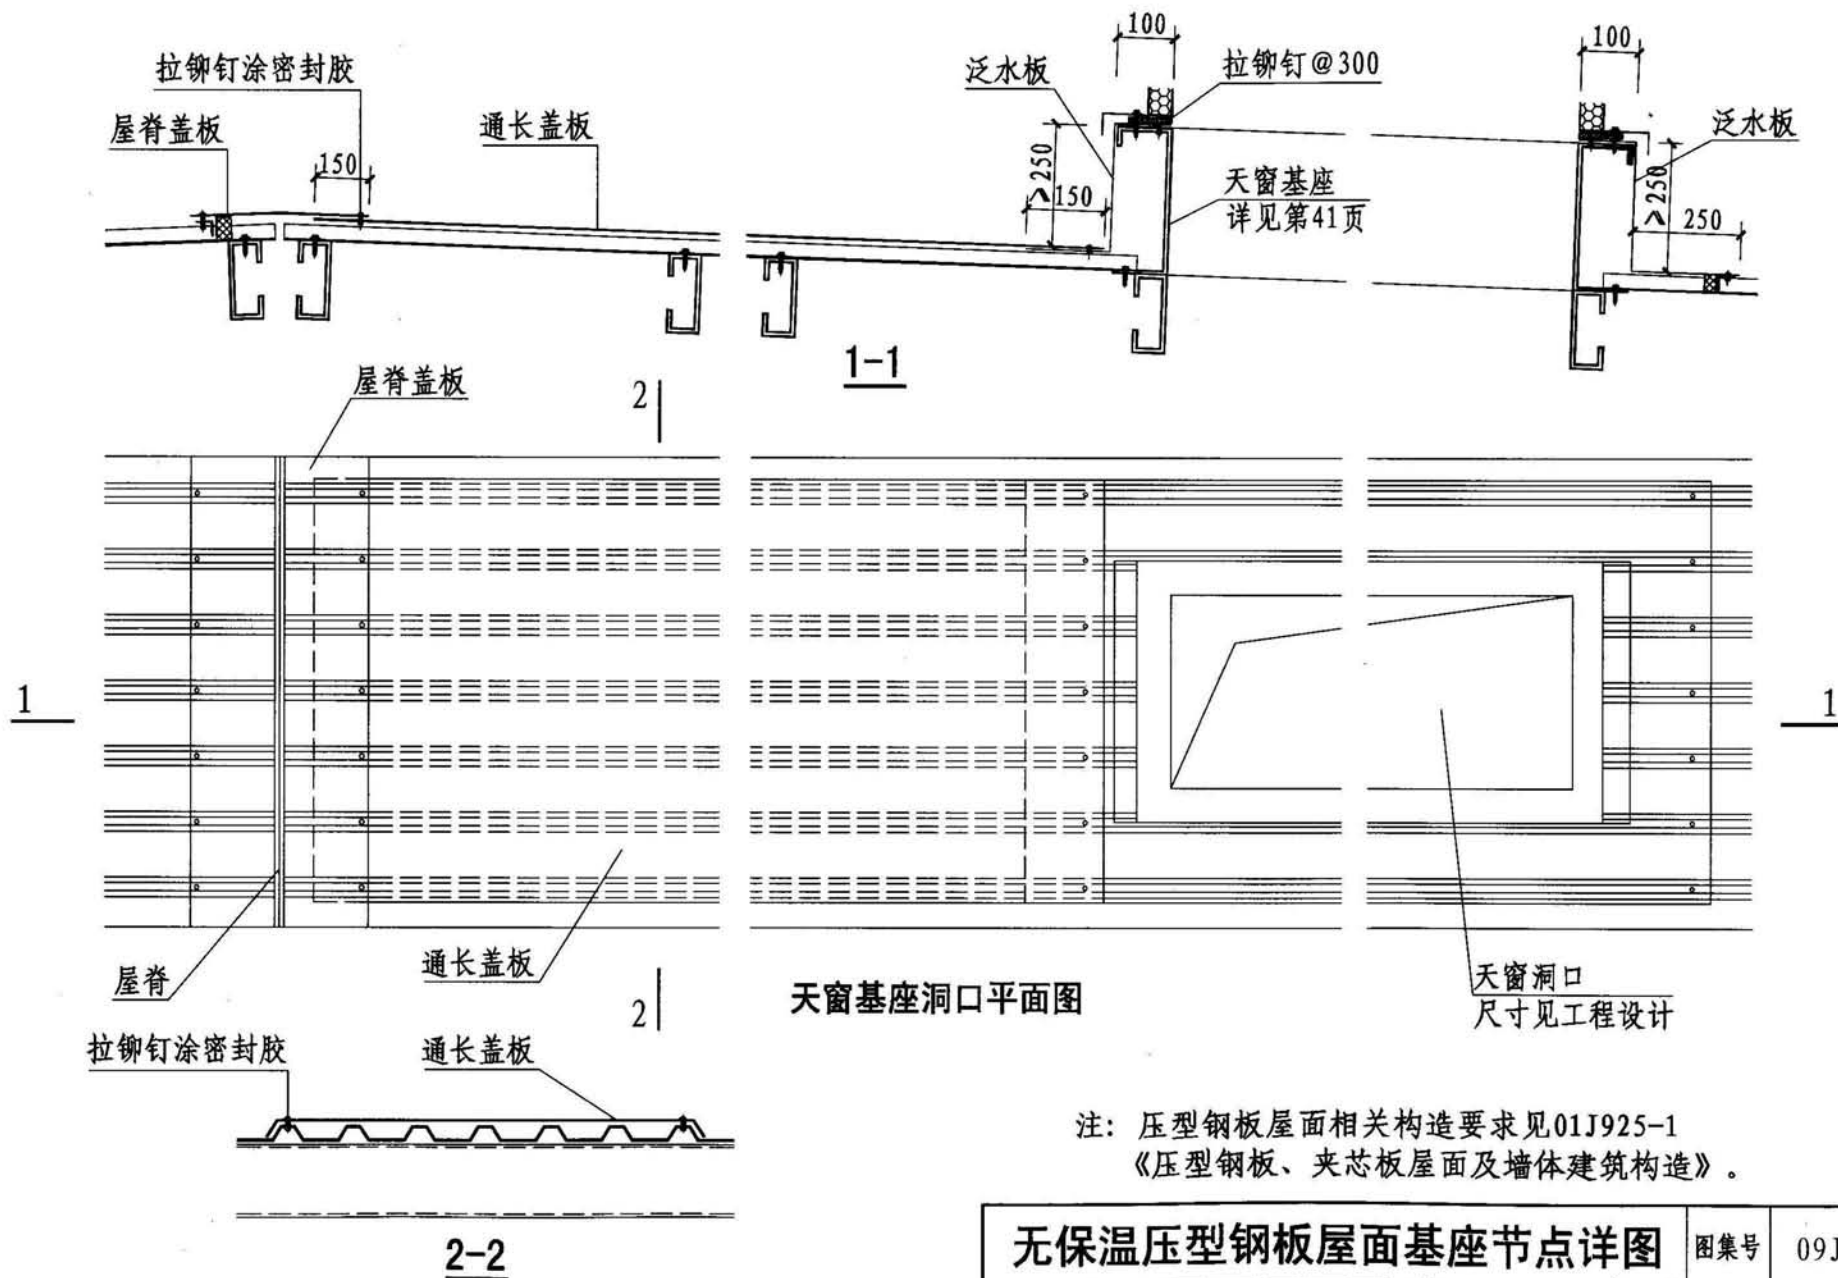 100
100
拉铆钉涂密封胶
泛水板
拉铆钉@300
屋脊盖板
通长盖板
泛水板
150
≥250
150
天窗基座
详见第41页
≥250
250
1-1
屋脊盖板
2
1
1
屋脊
通长盖板
2
天窗基座洞口平面图
天窗洞口
尺寸见工程设计
拉铆钉涂密封胶
通长盖板
2-2
注: 压型钢板屋面相关构造要求见01J925-1
《压型钢板、夹芯板屋面及墙体建筑构造》。
无保温压型钢板屋面基座节点详图
图集号
09J